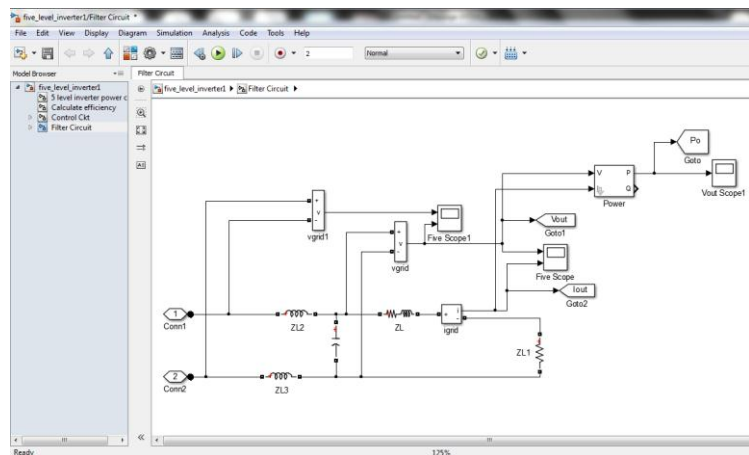 five_level_inverter1/Filter Circuit *
File Edit View Display Diagram Simulation Analysis Code Tools Help
2
Normal
Model Browser
Filter Circuit
five_level_inverter1
5 level inverter power c
Calculate efficiency
Control Ckt
Filter Circuit
five_level_inverter1 Filter Circuit
Po
Goto
V P
Q
Power
Vout Scope1
+
v
-
vgrid1
Five Scope1
+
v
-
vgrid
Vout
Goto1
Five Scope
Iout
Goto2
1
Conn1
ZL2
ZL
+ i
-
igrid
ZL1
2
Conn2
ZL3
Ready
125%